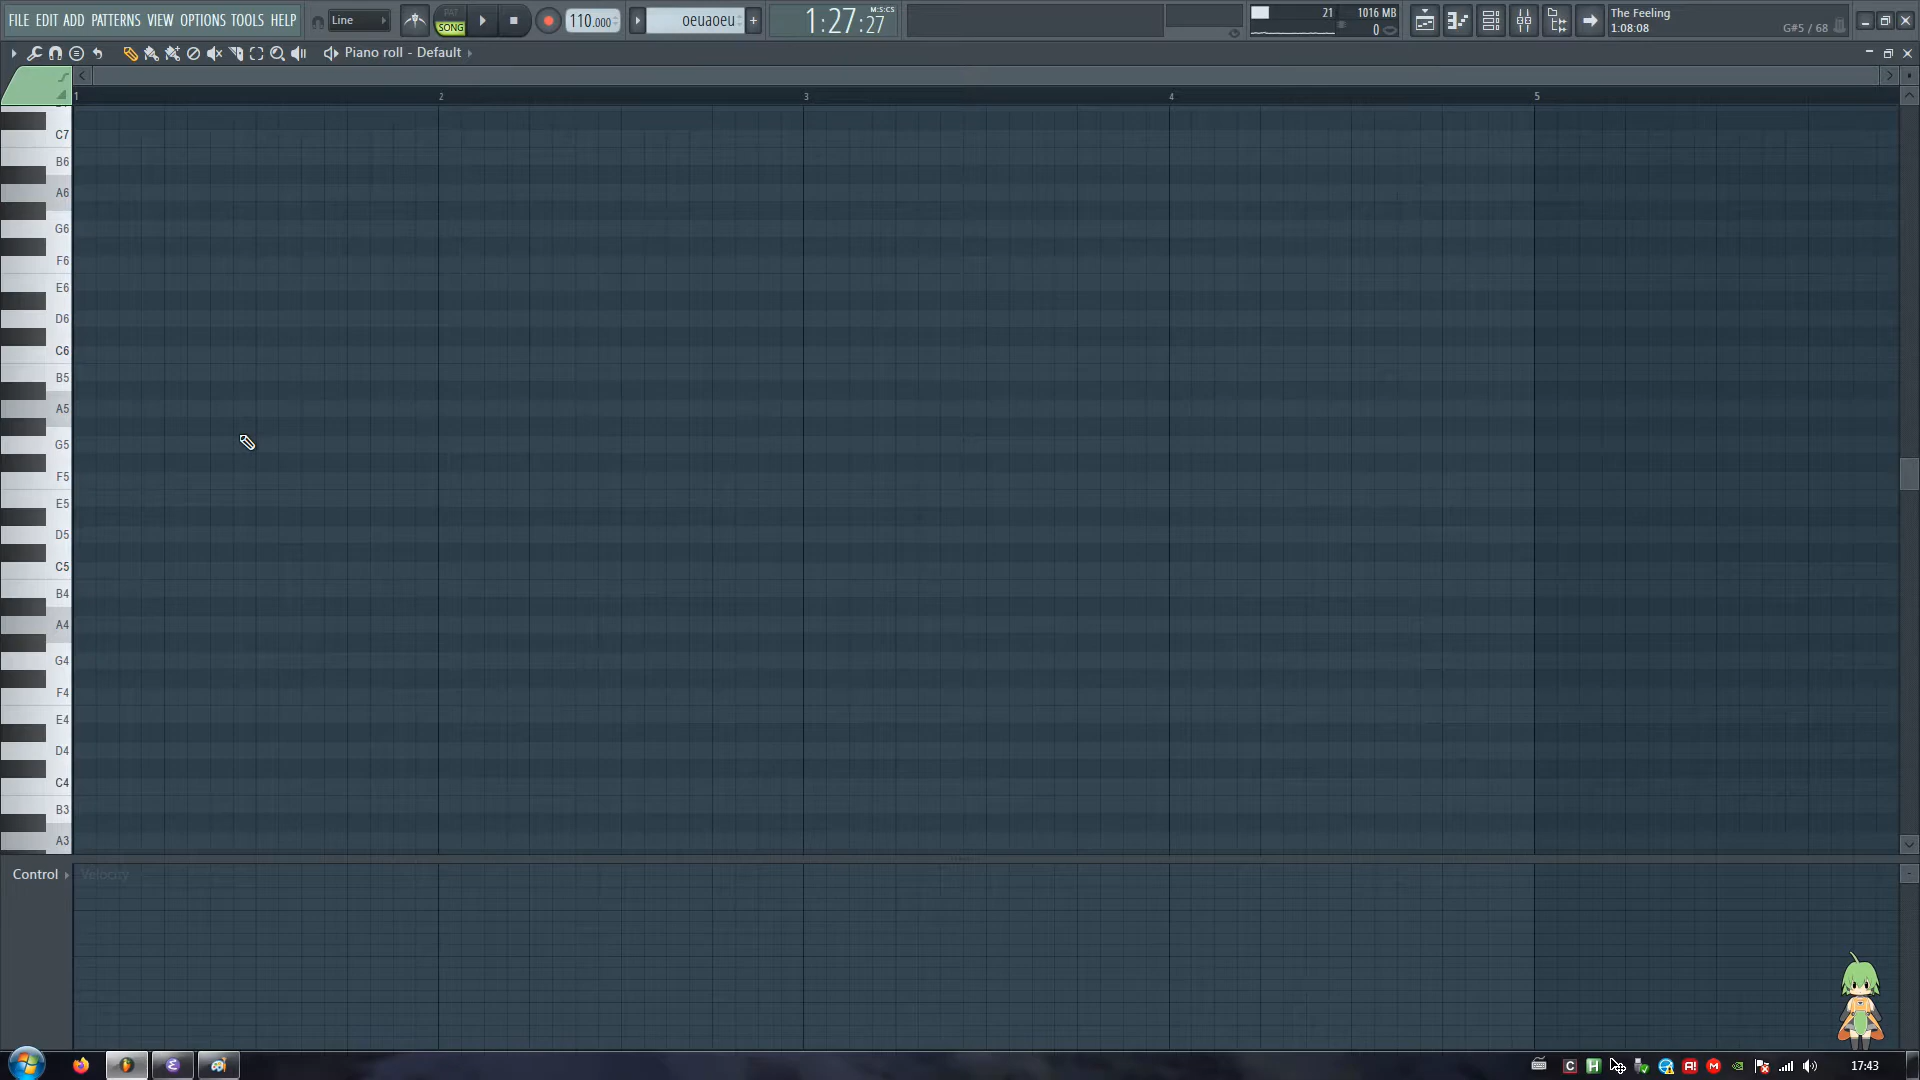 FILE EDIT ADD PATTERNS VIEW OPTIONS TOOLS HELP
Line
PAT
SONG
110.000
oeuaoeu
+
1:27:27
M:S:CS
21
1016 MB
0
The Feeling
1:08:08
G#5 / 68
Piano roll - Default
1
2
3
4
5
C7
B6
A6
G6
F6
E6
D6
C6
B5
A5
G5
F5
E5
D5
C5
B4
A4
G4
F4
E4
D4
C4
B3
A3
Control
Velocity
17:43